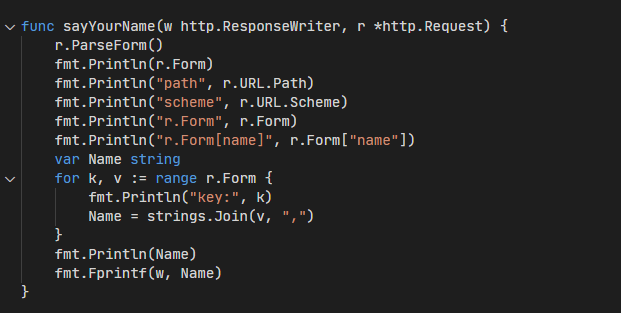 func sayYourName(w http.ResponseWriter, r *http.Request) {
    r.ParseForm()
    fmt.Println(r.Form)
    fmt.Println("path", r.URL.Path)
    fmt.Println("scheme", r.URL.Scheme)
    fmt.Println("r.Form", r.Form)
    fmt.Println("r.Form[name]", r.Form["name"])
    var Name string
    for k, v := range r.Form {
        fmt.Println("key:", k)
        Name = strings.Join(v, ",")
    }
    fmt.Println(Name)
    fmt.Fprintf(w, Name)
}